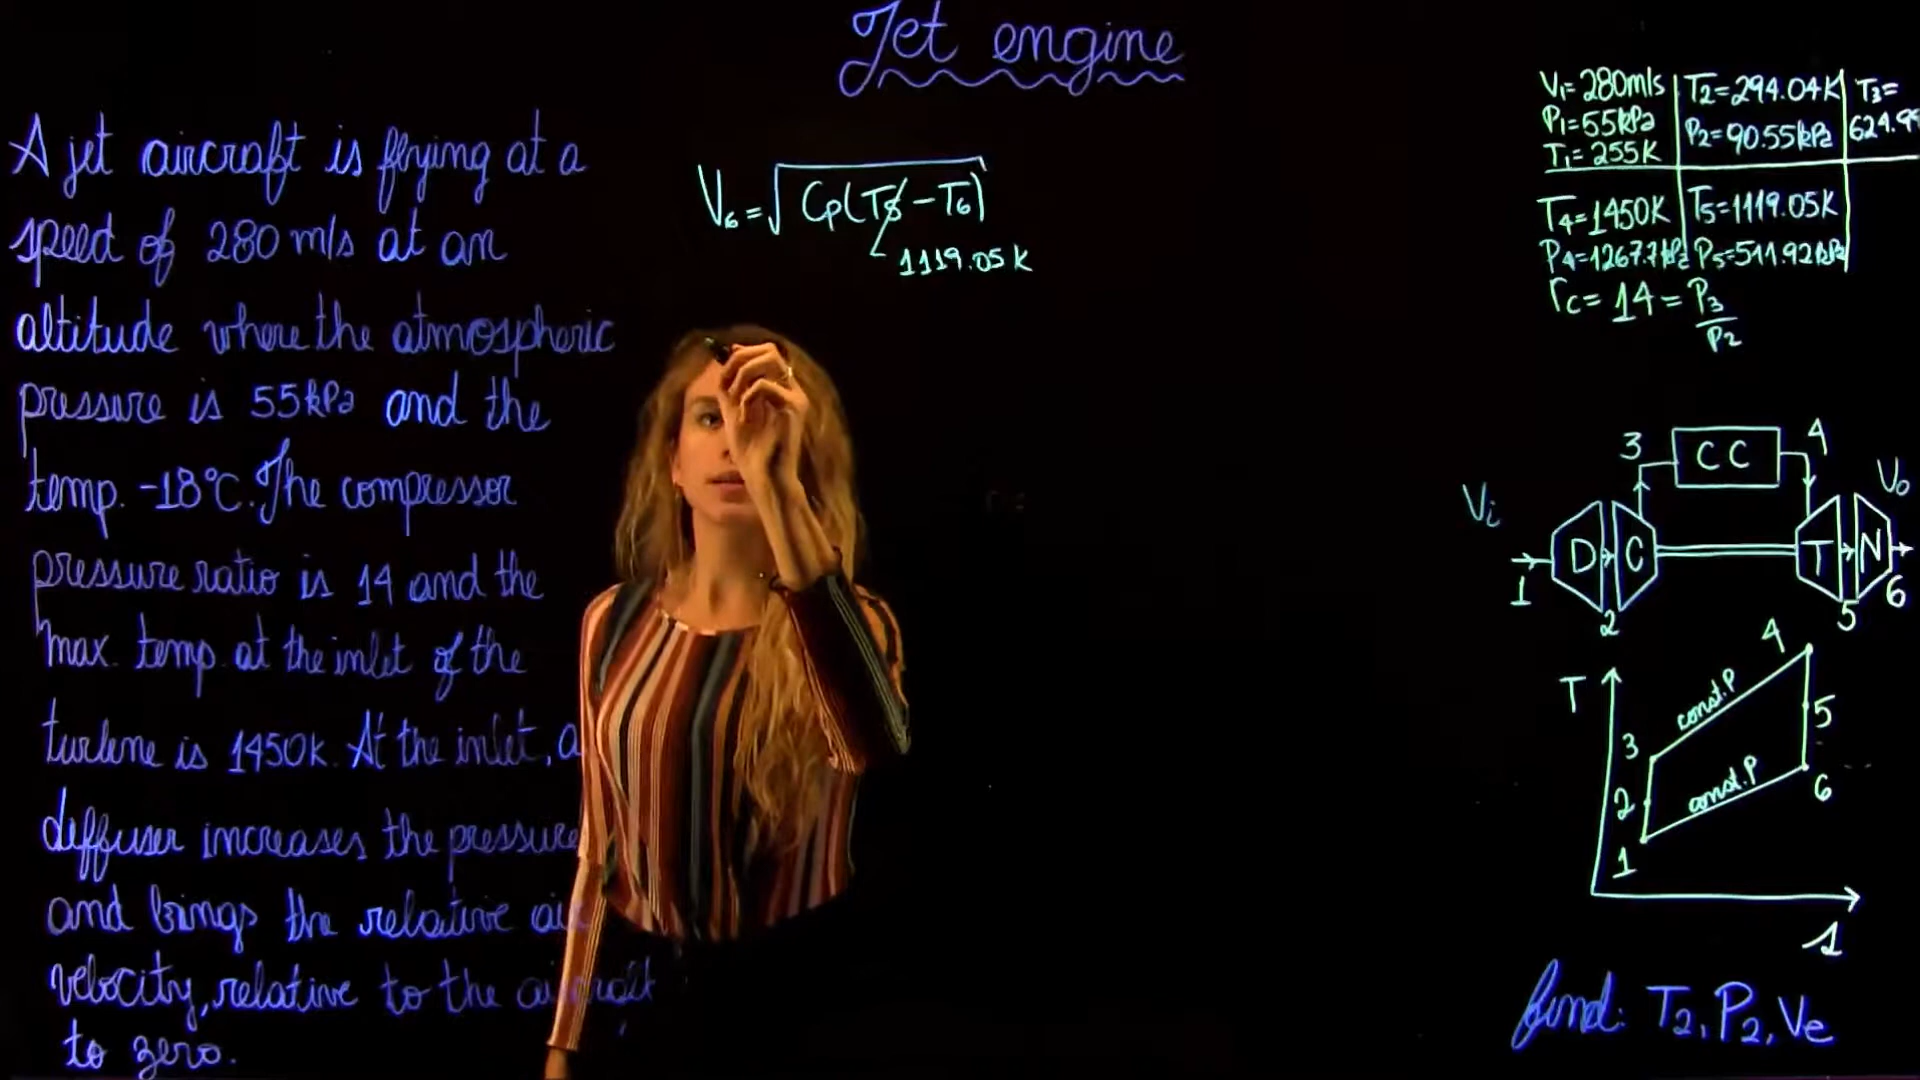 Jet engine
A jet aircraft is flying at a
speed of 280 m/s at an
altitude where the atmospheric
pressure is 55kPa and the
temp. -18°C. The compressor
pressure ratio is 14 and the
max. temp. at the inlet of the
turbine is 1450K. At the inlet, a
diffuser increases the pressure
and brings the relative air
velocity, relative to the aircraft
to zero.
V6 = √Cp(T5 - T6)
1119.05 K
V1= 280m/s
P1=55kPa
T1= 255K
T2=294.04K
P2=90.55kPa
T3=
624.99
T4=1450K
P4=1267.7kPa
T5=1119.05K
P5=511.92kPa
rc= 14 = P3/P2
3
CC
4
Vi
Vo
D
C
T
N
1
2
5
6
T
4
const. P
5
3
2
const. P
6
1
s
find: T2, P2, Ve